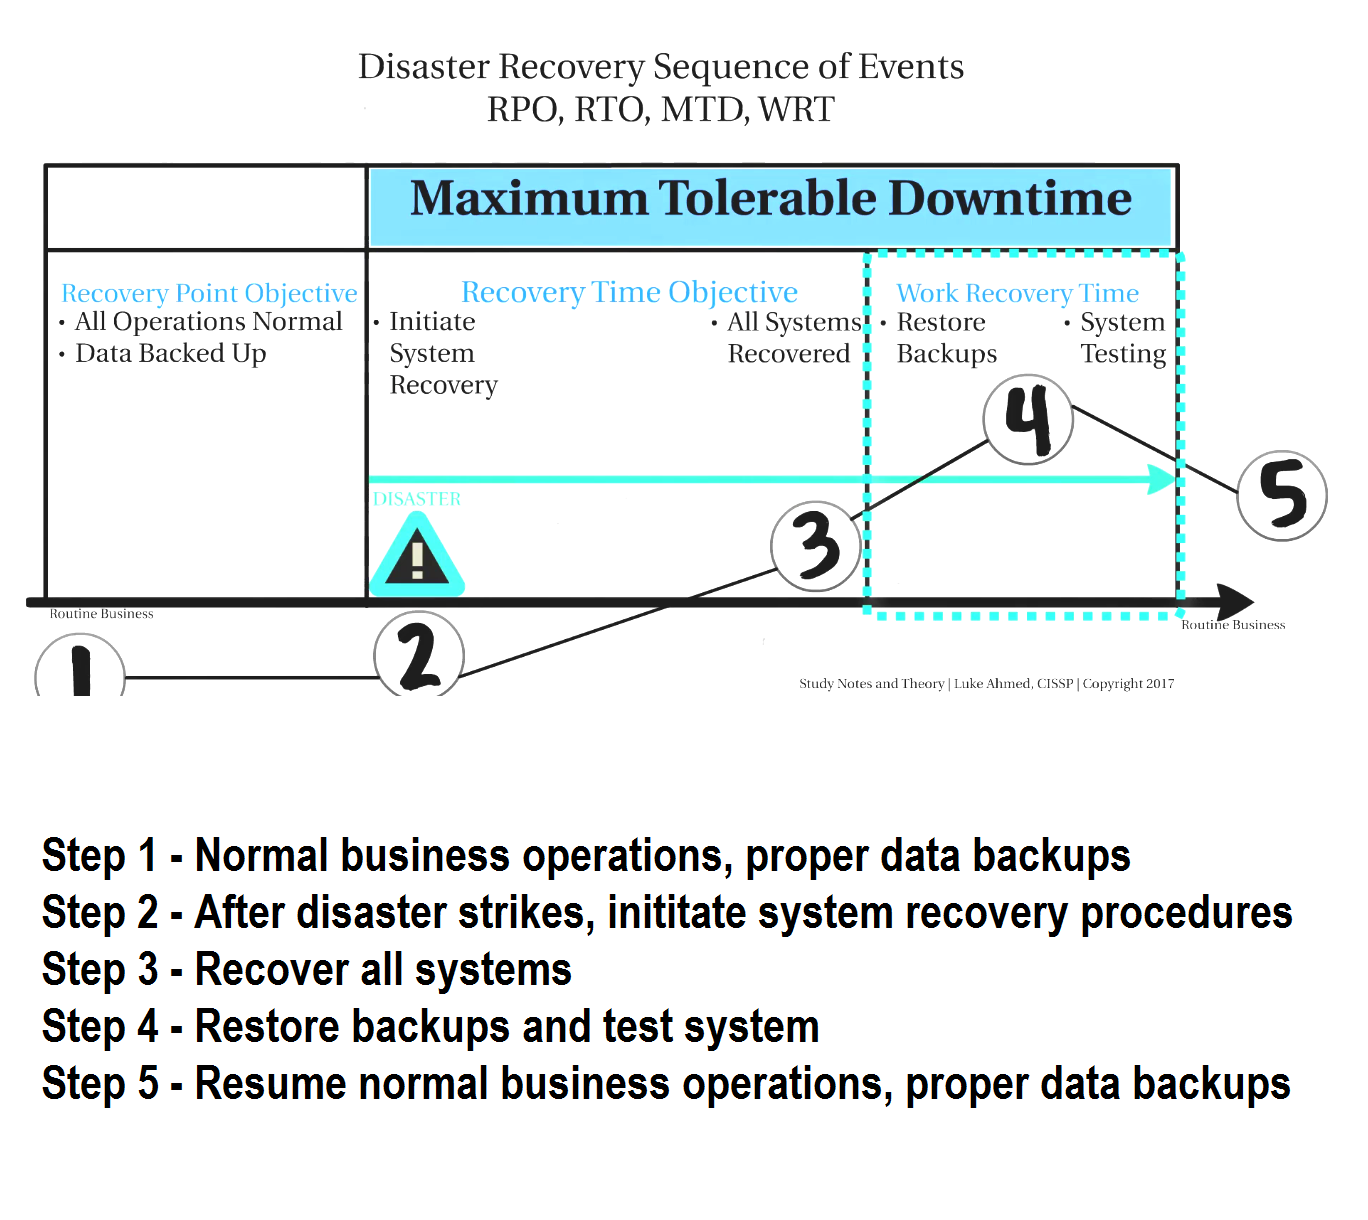 Disaster Recovery Sequence of Events
RPO, RTO, MTD, WRT
Maximum Tolerable Downtime
Recovery Point Objective
• All Operations Normal
• Data Backed Up
Recovery Time Objective
• Initiate
System
Recovery
• All Systems
Recovered
Work Recovery Time
• Restore
Backups
• System
Testing
DISASTER
!
Routine Business
Routine Business
1
2
3
4
5
Study Notes and Theory | Luke Ahmed, CISSP | Copyright 2017
Step 1 - Normal business operations, proper data backups
Step 2 - After disaster strikes, inititate system recovery procedures
Step 3 - Recover all systems
Step 4 - Restore backups and test system
Step 5 - Resume normal business operations, proper data backups